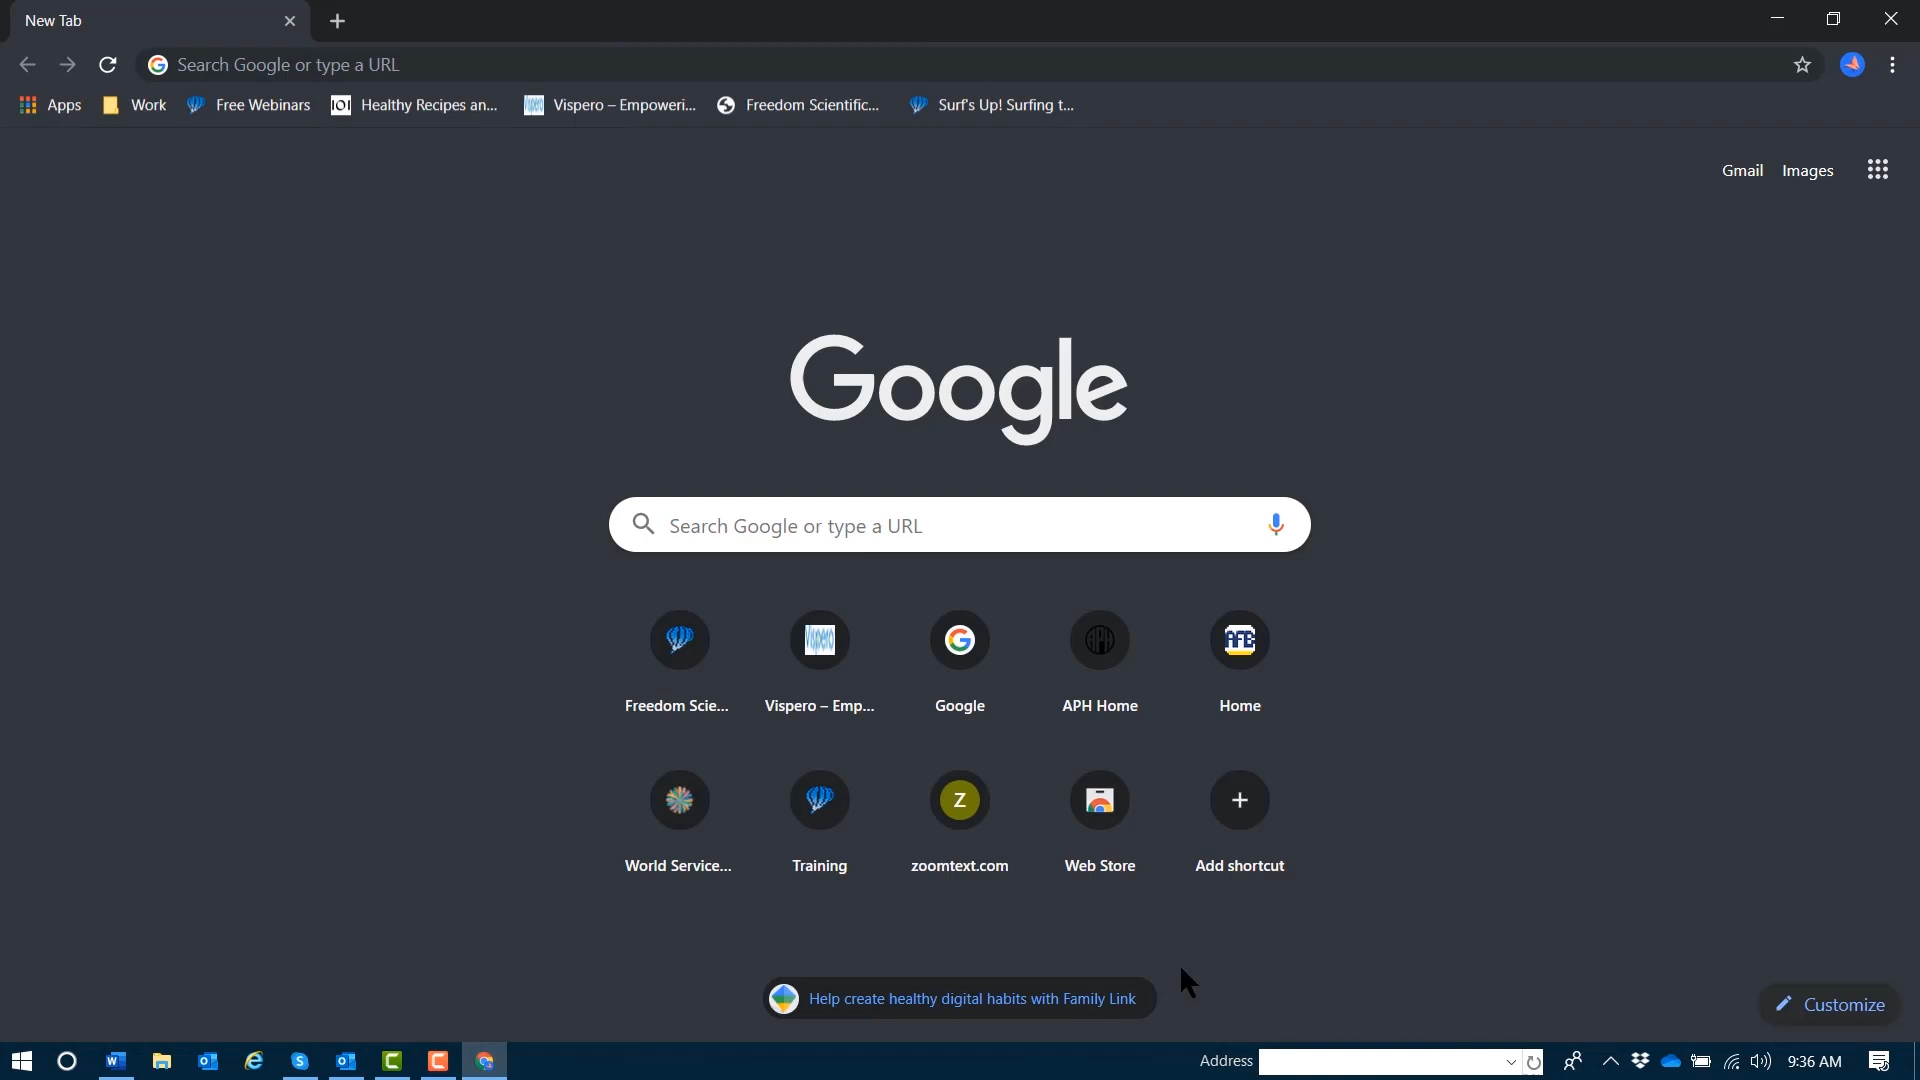 New Tab
Search Google or type a URL
Apps Work Free Webinars Healthy Recipes an... Vispero – Empoweri... Freedom Scientific... Surf's Up! Surfing t...
Gmail Images
Google
Search Google or type a URL
Freedom Scie... Vispero – Emp... Google APH Home Home
World Service... Training zoomtext.com Web Store Add shortcut
Help create healthy digital habits with Family Link
Customize
Address 9:36 AM